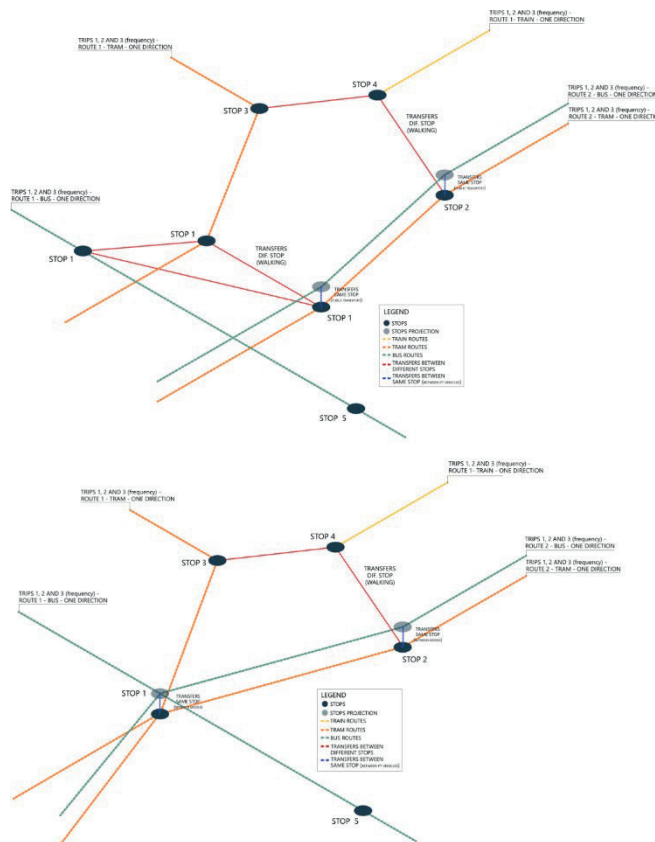 TRIPS 1, 2 AND 3 (frequency) -
ROUTE 1- TRAIN - ONE DIRECTION
TRIPS 1, 2 AND 3 (frequency) -
ROUTE 1 - TRAM - ONE DIRECTION
STOP 4
STOP 3
TRIPS 1, 2 AND 3 (frequency) -
ROUTE 2 - BUS - ONE DIRECTION
TRIPS 1, 2 AND 3 (frequency) -
ROUTE 2 - TRAM - ONE DIRECTION
TRANSFERS
DIF. STOP
(WALKING)
TRANSFERS
SAME STOP
STOP 2
TRIPS 1, 2 AND 3 (frequency) -
ROUTE 1 - BUS - ONE DIRECTION
STOP 1
STOP 1
TRANSFERS
DIF. STOP
(WALKING)
TRANSFERS
SAME STOP
STOP 1
LEGEND
STOPS
STOPS PROJECTION
TRAIN ROUTES
TRAM ROUTES
BUS ROUTES
TRANSFERS BETWEEN
DIFFERENT STOPS
TRANSFERS BETWEEN
SAME STOP
STOP 5
TRIPS 1, 2 AND 3 (frequency) -
ROUTE 1- TRAIN - ONE DIRECTION
TRIPS 1, 2 AND 3 (frequency) -
ROUTE 1 - TRAM - ONE DIRECTION
STOP 4
STOP 3
TRIPS 1, 2 AND 3 (frequency) -
ROUTE 2 - BUS - ONE DIRECTION
TRIPS 1, 2 AND 3 (frequency) -
ROUTE 2 - TRAM - ONE DIRECTION
TRANSFERS
DIF. STOP
(WALKING)
TRIPS 1, 2 AND 3 (frequency) -
ROUTE 1 - BUS - ONE DIRECTION
TRANSFERS
SAME STOP
STOP 2
STOP 1
TRANSFERS
SAME STOP
LEGEND
STOPS
STOPS PROJECTION
TRAIN ROUTES
TRAM ROUTES
BUS ROUTES
TRANSFERS BETWEEN
DIFFERENT STOPS
TRANSFERS BETWEEN
SAME STOP
STOP 5